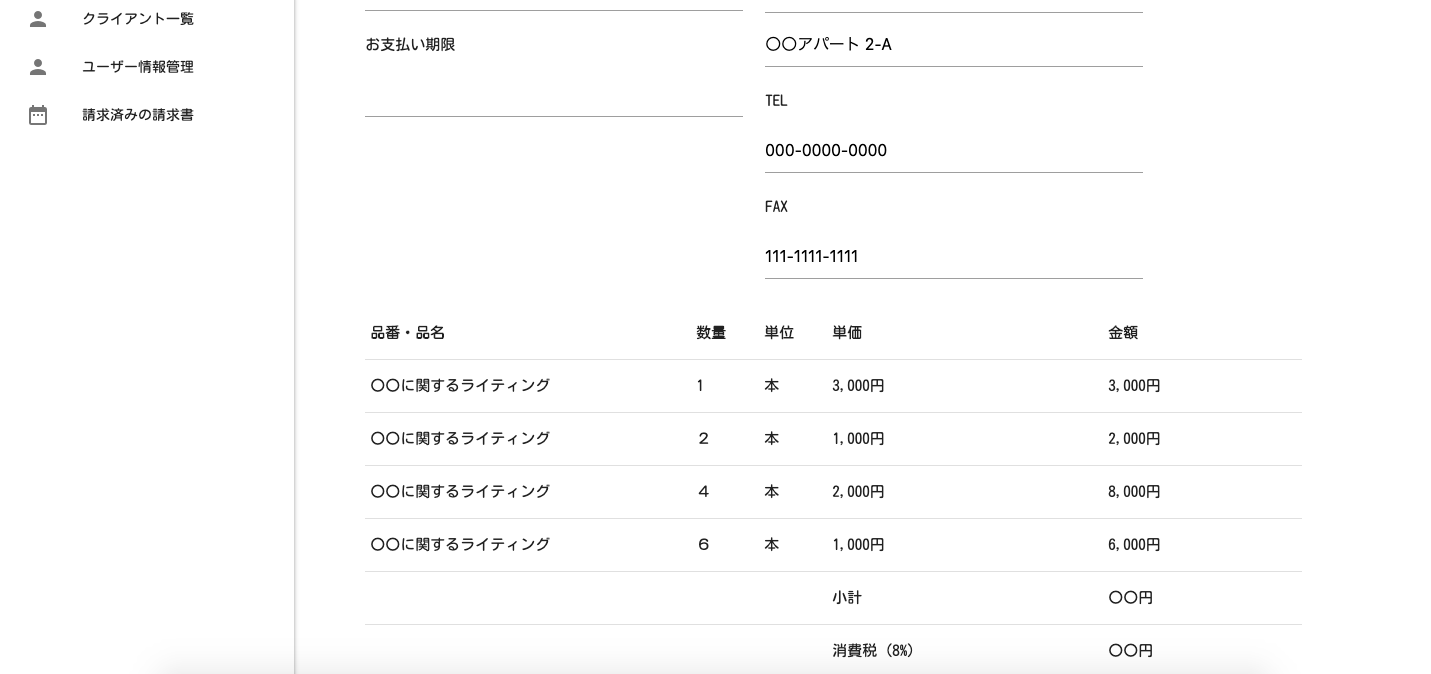 クライアント一覧
ユーザー情報管理
請求済みの請求書
お支払い期限
〇〇アパート 2-A
TEL
000-0000-0000
FAX
111-1111-1111
品番・品名 数量 単位 単価 金額
〇〇に関するライティング 1 本 3,000円 3,000円
〇〇に関するライティング 2 本 1,000円 2,000円
〇〇に関するライティング 4 本 2,000円 8,000円
〇〇に関するライティング 6 本 1,000円 6,000円
小計 〇〇円
消費税(8%) 〇〇円